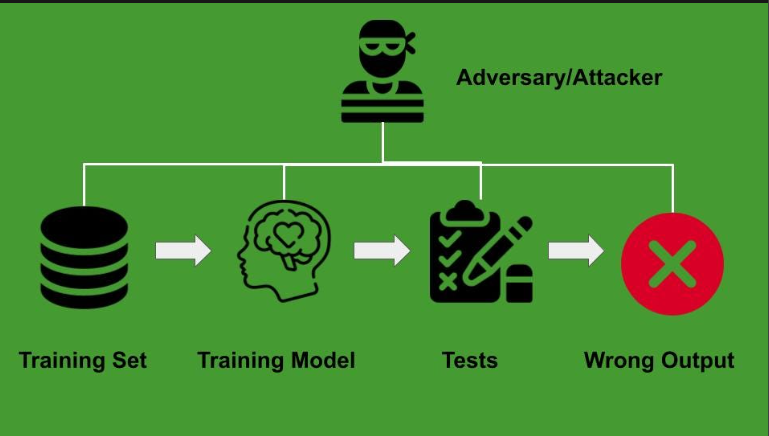 Adversary/Attacker
Training Set
Training Model
Tests
Wrong Output